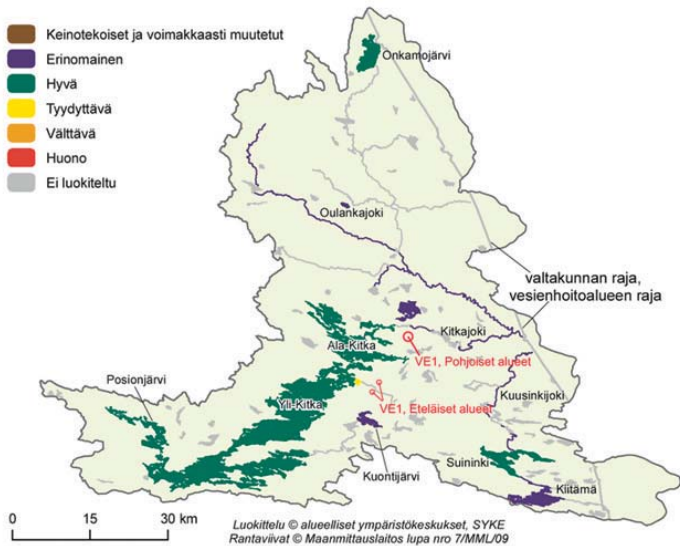 Keinotekoiset ja voimakkaasti muutetut
Erinomainen
Hyvä
Tyydyttävä
Välttävä
Huono
Ei luokiteltu
Onkamojärvi
Oulankajoki
valtakunnan raja,
vesienhoitoalueen raja
Kitkajoki
Ala-Kitka
VE1, Pohjoiset alueet
Posionjärvi
Yli-Kitka
Kuusinkijoki
VE1, Eteläiset alueet
Kuontijärvi
Suininki
Kiitämä
0 15 30 km
Luokittelu © alueelliset ympäristökeskukset, SYKE
Rantaviivat © Maanmittauslaitos lupa nro 7/MML/09